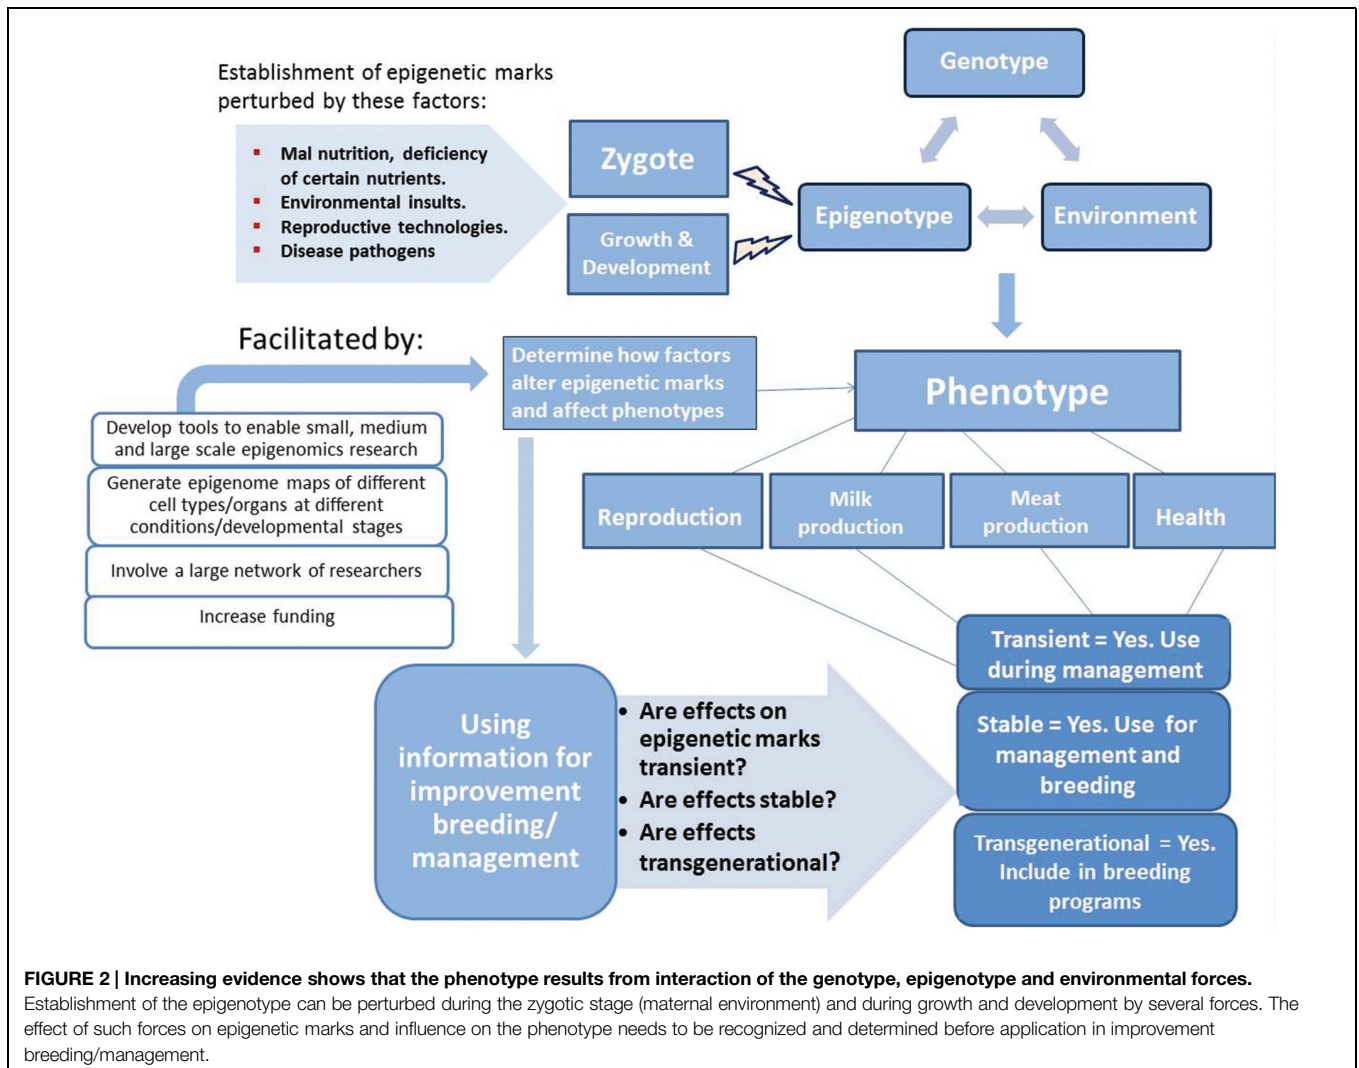 Establishment of epigenetic marks
perturbed by these factors:
Mal nutrition, deficiency
of certain nutrients.
Environmental insults.
Reproductive technologies.
Disease pathogens
Zygote
Growth &
Development
Genotype
Epigenotype
Environment
Facilitated by:
Develop tools to enable small, medium
and large scale epigenomics research
Generate epigenome maps of different
cell types/organs at different
conditions/developmental stages
Involve a large network of researchers
Increase funding
Determine how factors
alter epigenetic marks
and affect phenotypes
Phenotype
Reproduction
Milk
production
Meat
production
Health
Using
information for
improvement
breeding/
management
• Are effects on
epigenetic marks
transient?
• Are effects stable?
• Are effects
transgenerational?
Transient = Yes. Use
during management
Stable = Yes. Use for
management and
breeding
Transgenerational = Yes.
Include in breeding
programs
FIGURE 2 | Increasing evidence shows that the phenotype results from interaction of the genotype, epigenotype and environmental forces.
Establishment of the epigenotype can be perturbed during the zygotic stage (maternal environment) and during growth and development by several forces. The
effect of such forces on epigenetic marks and influence on the phenotype needs to be recognized and determined before application in improvement
breeding/management.